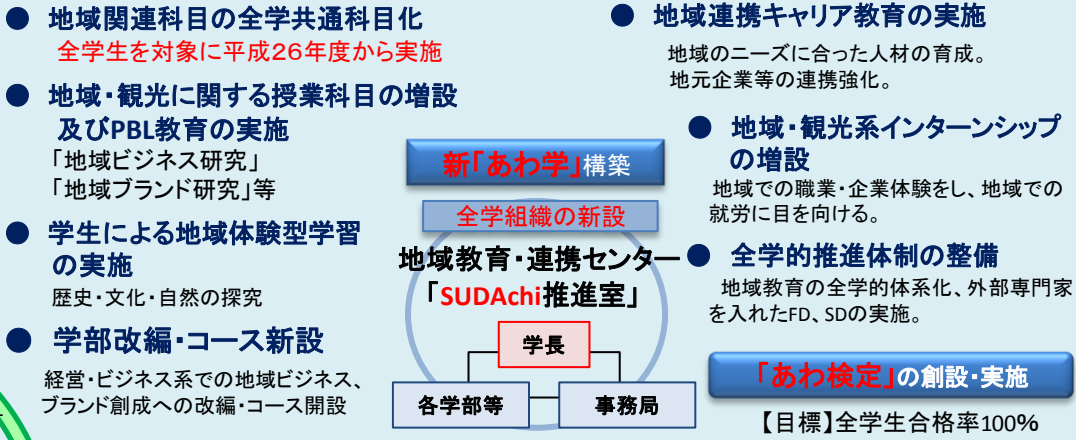 ● 地域関連科目の全学共通科目化
全学生を対象に平成26年度から実施
● 地域・観光に関する授業科目の増設
及びPBL教育の実施
「地域ビジネス研究」
「地域ブランド研究」等
● 学生による地域体験型学習
の実施
歴史・文化・自然の探究
● 学部改編・コース新設
経営・ビジネス系での地域ビジネス、
ブランド創成への改編・コース開設
新「あわ学」構築
全学組織の新設
地域教育・連携センター
「SUDAchi推進室」
学長
各学部等
事務局
● 地域連携キャリア教育の実施
地域のニーズに合った人材の育成。
地元企業等の連携強化。
● 地域・観光系インターンシップ
の増設
地域での職業・企業体験をし、地域での
就労に目を向ける。
● 全学的推進体制の整備
地域教育の全学的体系化、外部専門家
を入れたFD、SDの実施。
「あわ検定」の創設・実施
【目標】全学生合格率100%